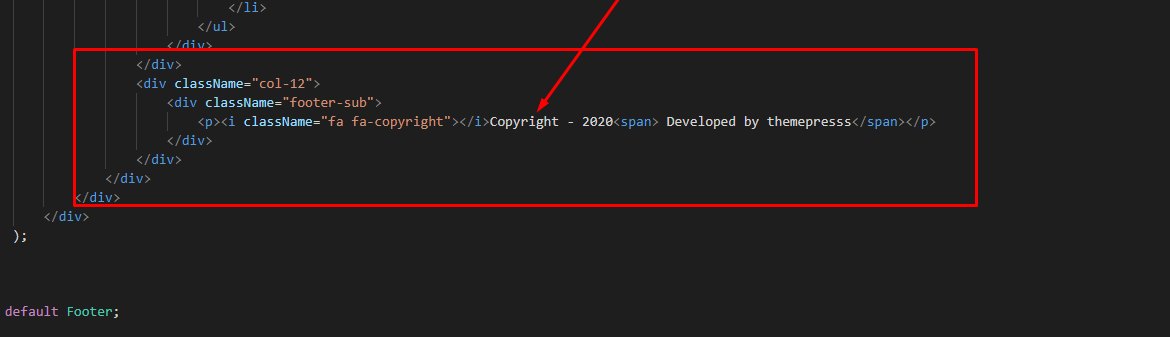 </li>
</ul>
</div>
</div>
<div className="col-12">
<div className="footer-sub">
<p><i className="fa fa-copyright"></i>Copyright - 2020<span> Developed by themepresss</span></p>
</div>
</div>
</div>
</div>
</div>
);
default Footer;